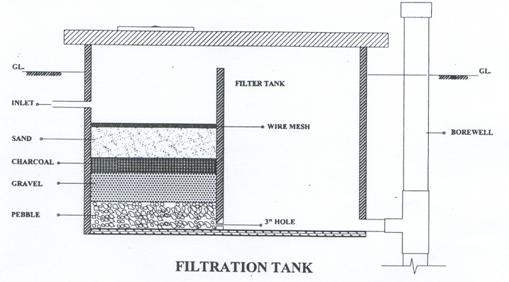 GL.
GL.
FILTER TANK
INLET
WIRE MESH
BOREWELL
SAND
CHARCOAL
GRAVEL
PEBBLE
3" HOLE
FILTRATION TANK